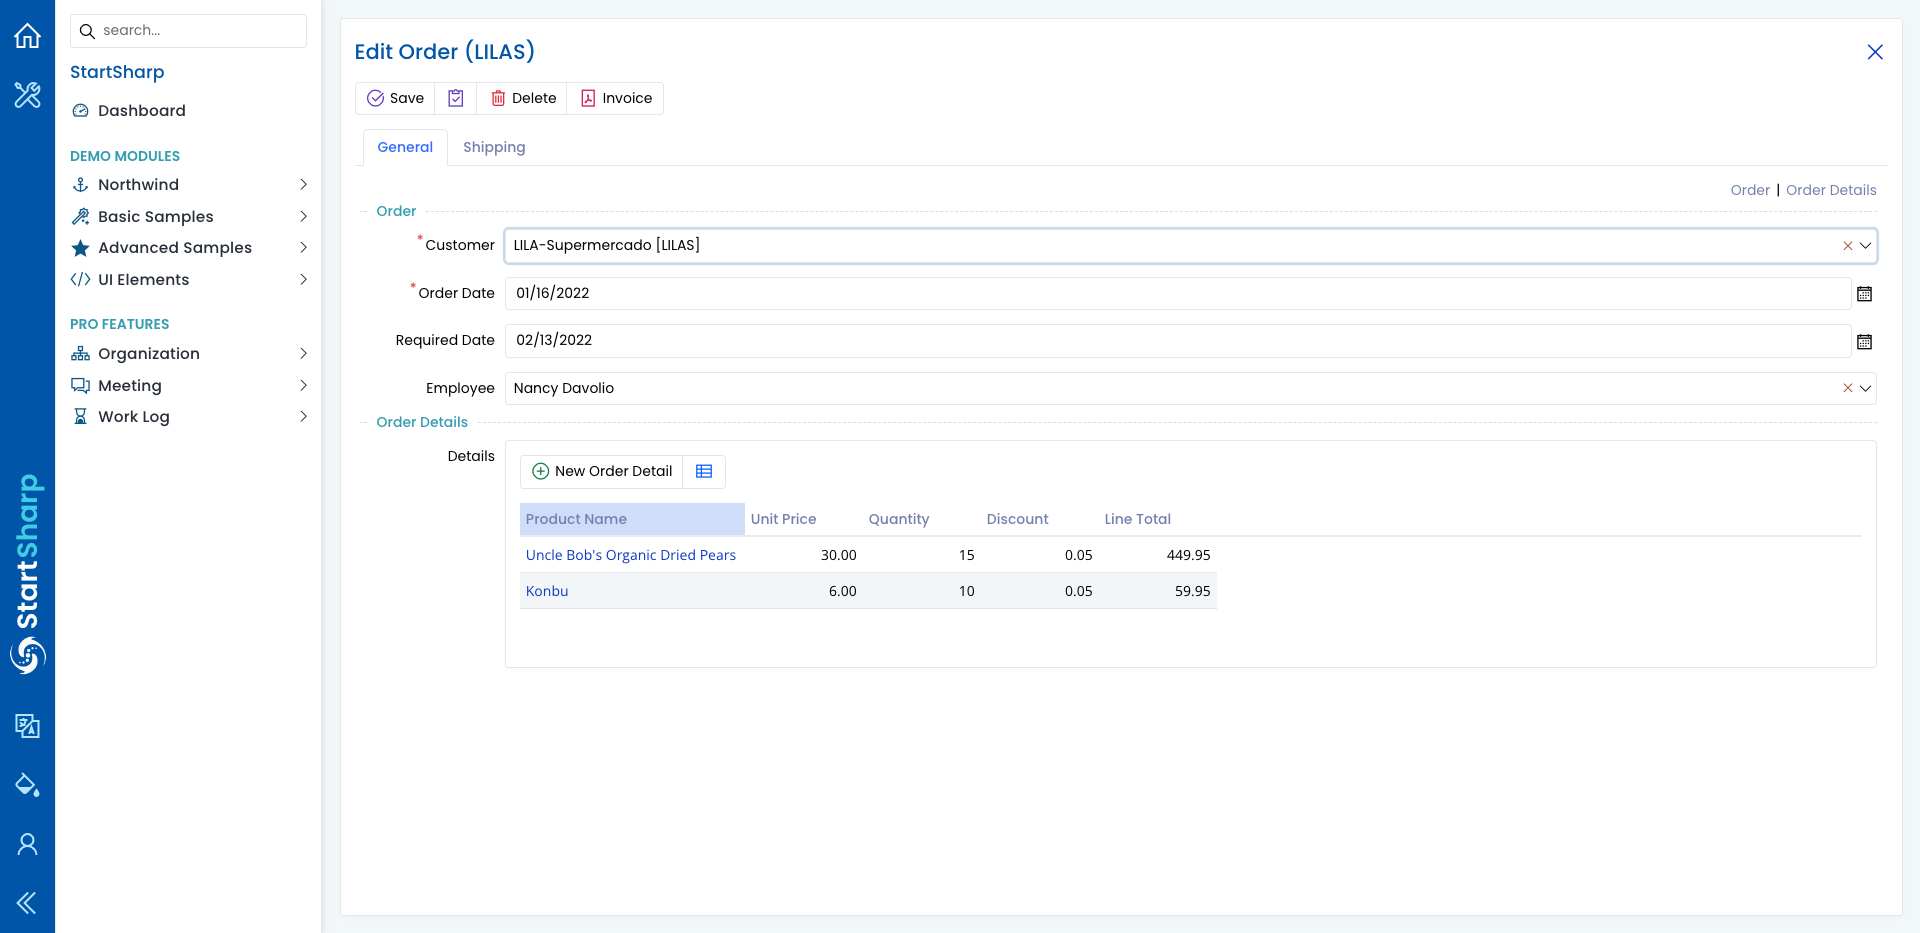 search...
StartSharp
Dashboard
DEMO MODULES
Northwind
Basic Samples
Advanced Samples
UI Elements
PRO FEATURES
Organization
Meeting
Work Log
StartSharp
Edit Order (LILAS)
Save Delete Invoice
General Shipping
Order | Order Details
Order
*Customer LILA-Supermercado [LILAS]
*Order Date 01/16/2022
Required Date 02/13/2022
Employee Nancy Davolio
Order Details
Details
New Order Detail
Product Name Unit Price Quantity Discount Line Total
Uncle Bob's Organic Dried Pears 30.00 15 0.05 449.95
Konbu 6.00 10 0.05 59.95